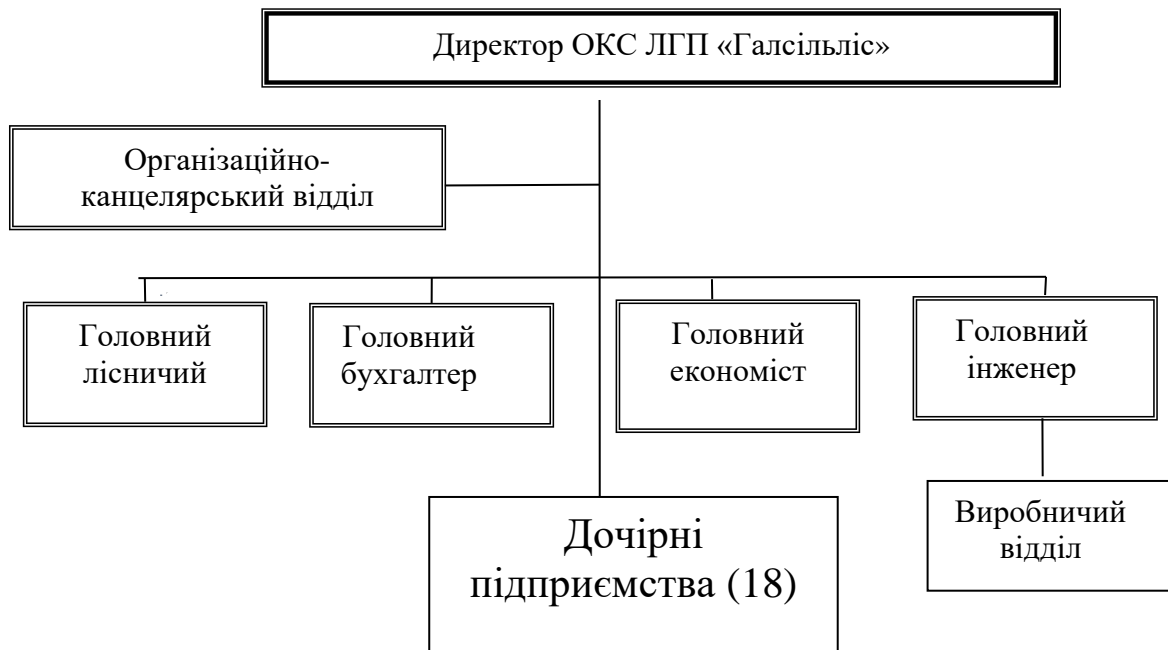 Директор ОКС ЛГП «Галсільліс»
Організаційно-
канцелярський відділ
Головний
лісничий
Головний
бухгалтер
Головний
економіст
Головний
інженер
Виробничий
відділ
Дочірні
підприємства (18)